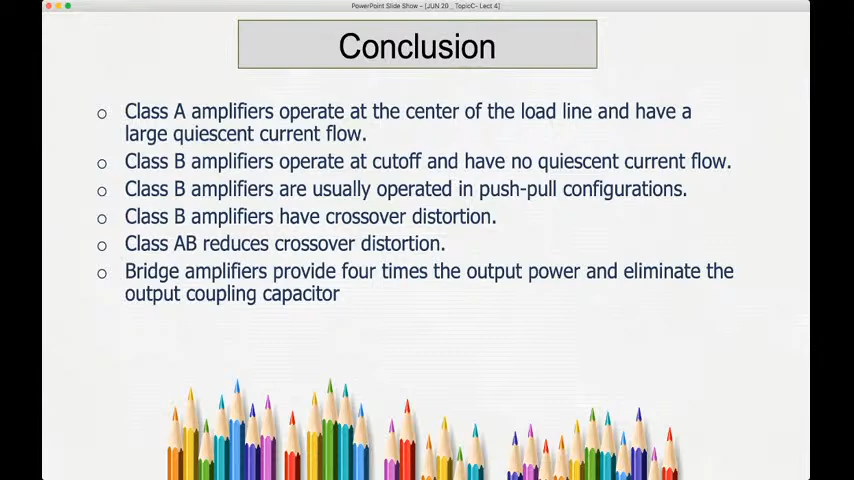 PowerPoint Slide Show - [JUN 20 _ TopicC- Lect 4]
Conclusion
o Class A amplifiers operate at the center of the load line and have a
large quiescent current flow.
o Class B amplifiers operate at cutoff and have no quiescent current flow.
o Class B amplifiers are usually operated in push-pull configurations.
o Class B amplifiers have crossover distortion.
o Class AB reduces crossover distortion.
o Bridge amplifiers provide four times the output power and eliminate the
output coupling capacitor